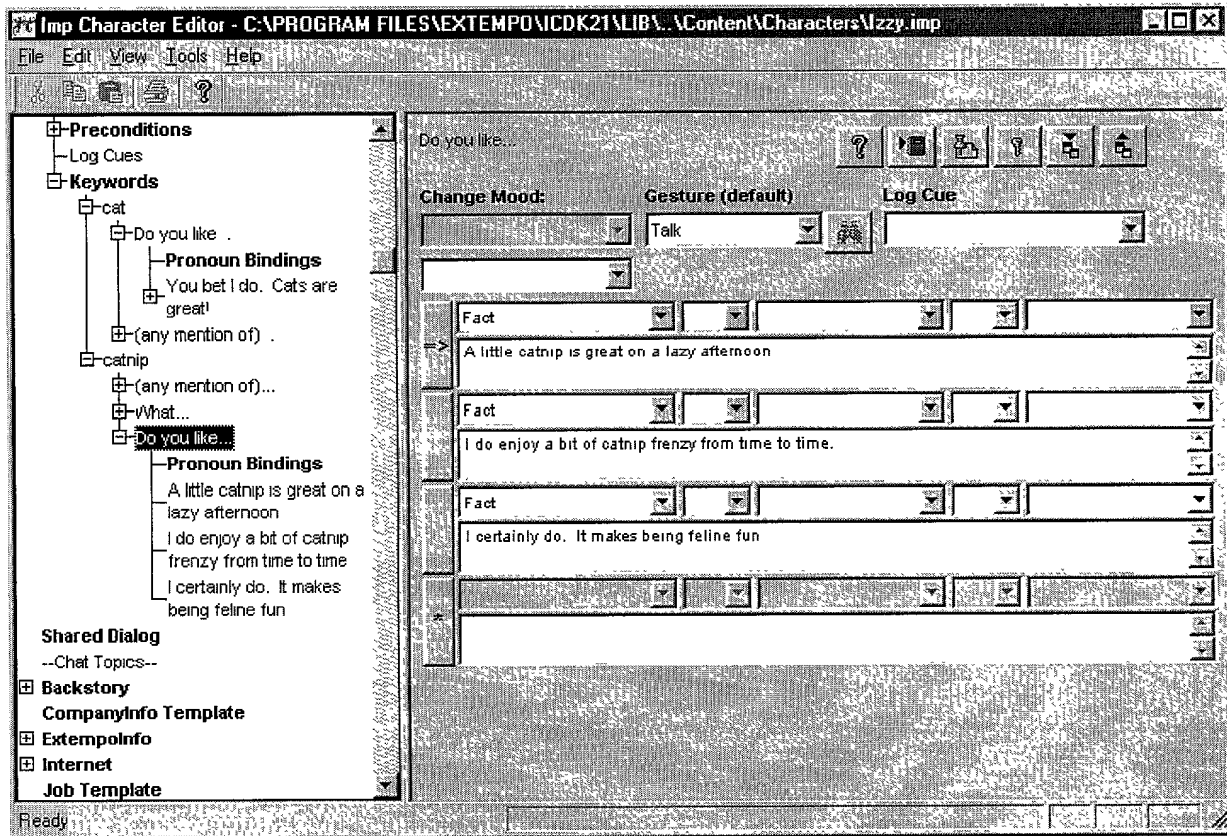 Imp Character Editor - C:\PROGRAM FILES\EXTEMPO\ICDK21\LIB\...\Content\Characters\Izzy.imp
File Edit View Tools Help
Preconditions
Log Cues
Keywords
cat
Do you like .
Pronoun Bindings
You bet I do. Cats are
great!
(any mention of) .
catnip
(any mention of)...
What...
Do you like...
Pronoun Bindings
A little catnip is great on a
lazy afternoon
I do enjoy a bit of catnip
frenzy from time to time
I certainly do. It makes
being feline fun
Shared Dialog
--Chat Topics--
Backstory
CompanyInfo Template
ExtempoInfo
Internet
Job Template
Do you like...
Change Mood: Gesture (default) Log Cue
Talk
Fact
=> A little catnip is great on a lazy afternoon
Fact
I do enjoy a bit of catnip frenzy from time to time.
Fact
I certainly do. It makes being feline fun
*
Ready